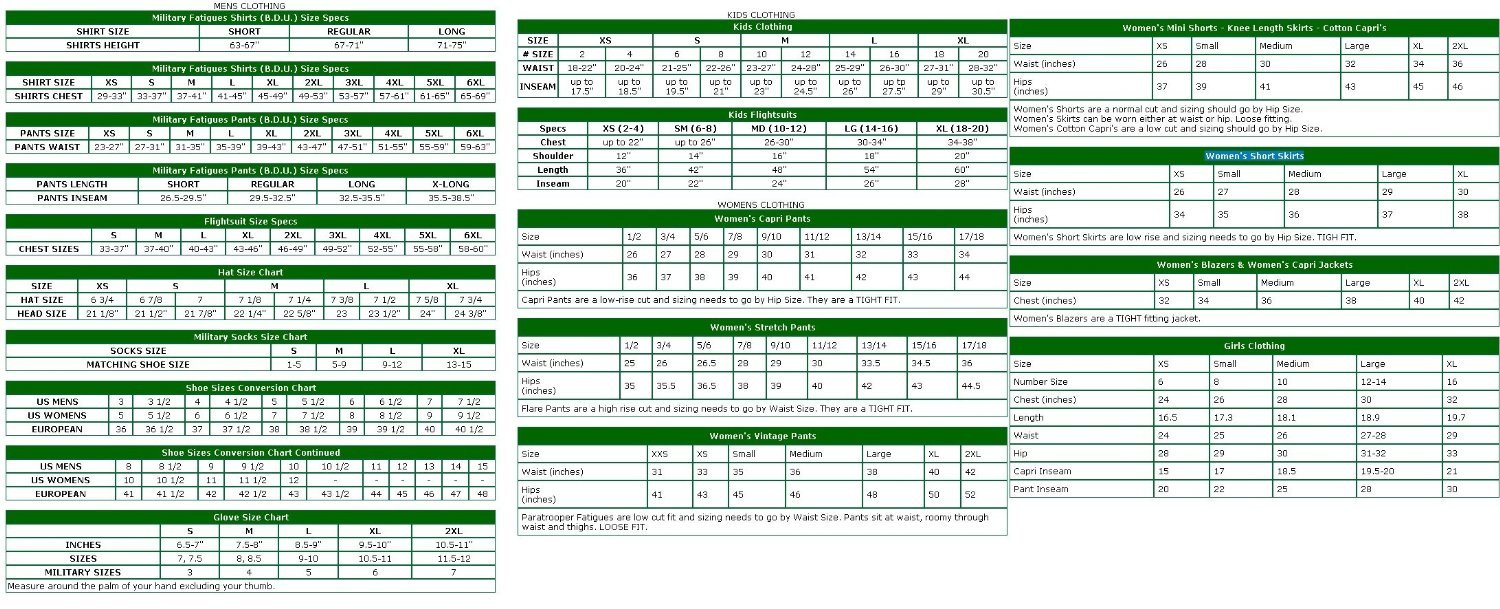 MENS CLOTHING
Military Fatigues Shirts (B.D.U.) Size Specs
SHIRT SIZE SHORT REGULAR LONG
SHIRTS HEIGHT 63-67" 67-71" 71-75"
Military Fatigues Shirts (B.D.U.) Size Specs
SHIRT SIZE XS S M L XL 2XL 3XL 4XL 5XL 6XL
SHIRTS CHEST 29-33" 33-37" 37-41" 41-45" 45-49" 49-53" 53-57" 57-61" 61-65" 65-69"
Military Fatigues Pants (B.D.U.) Size Specs
PANTS SIZE XS S M L XL 2XL 3XL 4XL 5XL 6XL
PANTS WAIST 23-27" 27-31" 31-35" 35-39" 39-43" 43-47" 47-51" 51-55" 55-59" 59-63"
Military Fatigues Pants (B.D.U.) Size Specs
PANTS LENGTH SHORT REGULAR LONG X-LONG
PANTS INSEAM 26.5-29.5" 29.5-32.5" 32.5-35.5" 35.5-38.5"
Flightsuit Size Specs
S M L XL 2XL 3XL 4XL 5XL 6XL
CHEST SIZES 33-37" 37-40" 40-43" 43-46" 46-49" 49-52" 52-55" 55-58" 58-60"
Hat Size Chart
SIZE XS S M L XL
HAT SIZE 6 3/4 6 7/8 7 7 1/8 7 1/4 7 3/8 7 1/2 7 5/8 7 3/4
HEAD SIZE 21 1/8" 21 1/2" 21 7/8" 22 1/4" 22 5/8" 23 23 1/2" 24" 24 3/8"
Military Socks Size Chart
SOCKS SIZE S M L XL
MATCHING SHOE SIZE 1-5 5-9 9-12 13-15
Shoe Sizes Conversion Chart
US MENS 3 3 1/2 4 4 1/2 5 5 1/2 6 6 1/2 7 7 1/2
US WOMENS 5 5 1/2 6 6 1/2 7 7 1/2 8 8 1/2 9 9 1/2
EUROPEAN 36 36 1/2 37 37 1/2 38 38 1/2 39 39 1/2 40 40 1/2
Shoe Sizes Conversion Chart Continued
US MENS 8 8 1/2 9 9 1/2 10 10 1/2 11 12 13 14 15
US WOMENS 10 10 1/2 11 11 1/2 12 - - - - - -
EUROPEAN 41 41 1/2 42 42 1/2 43 43 1/2 44 45 46 47 48
Glove Size Chart
S M L XL 2XL
INCHES 6.5-7" 7.5-8" 8.5-9" 9.5-10" 10.5-11"
SIZES 7, 7.5 8, 8.5 9-10 10.5-11 11.5-12
MILITARY SIZES 3 4 5 6 7
Measure around the palm of your hand excluding your thumb.
KIDS CLOTHING
Kids Clothing
SIZE XS S M L XL
# SIZE 2 4 6 8 10 12 14 16 18 20
WAIST 18-22" 20-24" 21-25" 22-26" 23-27" 24-28" 25-29" 26-30" 27-31" 28-32"
INSEAM up to 17.5" up to 18.5" up to 19.5" up to 21" up to 23" up to 24.5" up to 26" up to 27.5" up to 29" up to 30.5"
Kids Flightsuits
Specs XS (2-4) SM (6-8) MD (10-12) LG (14-16) XL (18-20)
Chest up to 22" up to 26" 26-30" 30-34" 34-38"
Shoulder 12" 14" 16" 18" 20"
Length 36" 42" 48" 54" 60"
Inseam 20" 22" 24" 26" 28"
WOMENS CLOTHING
Women's Capri Pants
Size 1/2 3/4 5/6 7/8 9/10 11/12 13/14 15/16 17/18
Waist (inches) 26 27 28 29 30 31 32 33 34
Hips (inches) 36 37 38 39 40 41 42 43 44
Capri Pants are a low-rise cut and sizing needs to go by Hip Size. They are a TIGHT FIT.
Women's Stretch Pants
Size 1/2 3/4 5/6 7/8 9/10 11/12 13/14 15/16 17/18
Waist (inches) 25 26 26.5 28 29 30 33.5 34.5 36
Hips (inches) 35 35.5 36.5 38 39 40 42 43 44.5
Flare Pants are a high rise cut and sizing needs to go by Waist Size. They are a TIGHT FIT.
Women's Vintage Pants
Size XXS XS Small Medium Large XL 2XL
Waist (inches) 31 33 35 36 38 40 42
Hips (inches) 41 43 45 46 48 50 52
Paratrooper Fatigues are low cut fit and sizing needs to go by Waist Size. Pants sit at waist, roomy through
waist and thighs. LOOSE FIT.
Women's Mini Shorts - Knee Length Skirts - Cotton Capri's
Size XS Small Medium Large XL 2XL
Waist (inches) 26 28 30 32 34 36
Hips (inches) 37 39 41 43 45 46
Women's Shorts are a normal cut and sizing should go by Hip Size.
Women's Skirts can be worn either at waist or hip. Loose fitting.
Women's Cotton Capri's are a low cut and sizing should go by Hip Size.
Women's Short Skirts
Size XS Small Medium Large XL
Waist (inches) 26 27 28 29 30
Hips (inches) 34 35 36 37 38
Women's Short Skirts are low rise and sizing needs to go by Hip Size. TIGH FIT.
Women's Blazers & Women's Capri Jackets
Size XS Small Medium Large XL 2XL
Chest (inches) 32 34 36 38 40 42
Women's Blazers are a TIGHT fitting jacket.
Girls Clothing
Size XS Small Medium Large XL
Number Size 6 8 10 12-14 16
Chest (inches) 24 26 28 30 32
Length 16.5 17.3 18.1 18.9 19.7
Waist 24 25 26 27-28 29
Hip 28 29 30 31-32 33
Capri Inseam 15 17 18.5 19.5-20 21
Pant Inseam 20 22 25 28 30